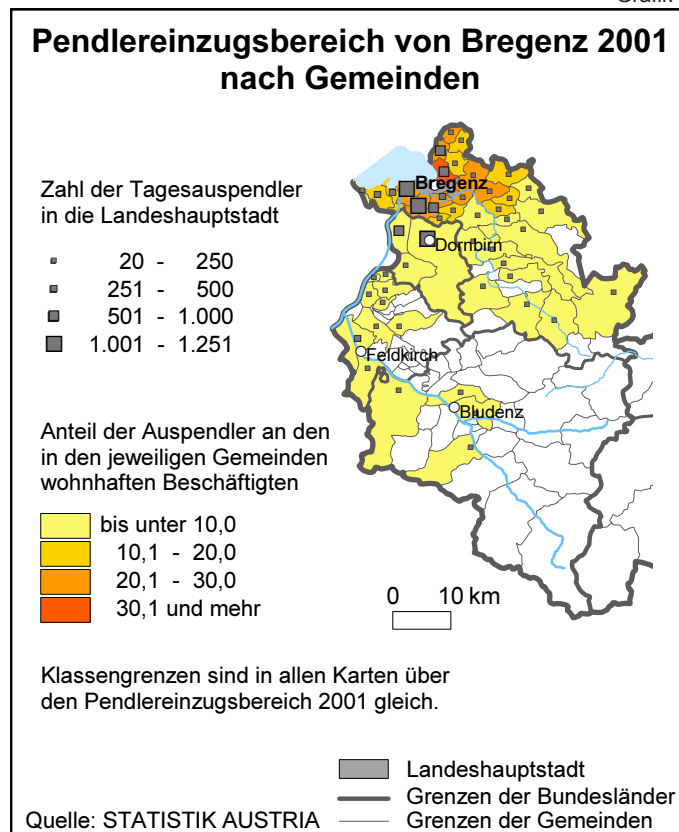 Pendlereinzugsbereich von Bregenz 2001
nach Gemeinden
Zahl der Tagesauspendler
in die Landeshauptstadt
20 - 250
251 - 500
501 - 1.000
1.001 - 1.251
Bregenz
Dornbirn
Feldkirch
Bludenz
Anteil der Auspendler an den
in den jeweiligen Gemeinden
wohnhaften Beschäftigten
bis unter 10,0
10,1 - 20,0
20,1 - 30,0
30,1 und mehr
0 10 km
Klassengrenzen sind in allen Karten über
den Pendlereinzugsbereich 2001 gleich.
Landeshauptstadt
Grenzen der Bundesländer
Quelle: STATISTIK AUSTRIA Grenzen der Gemeinden